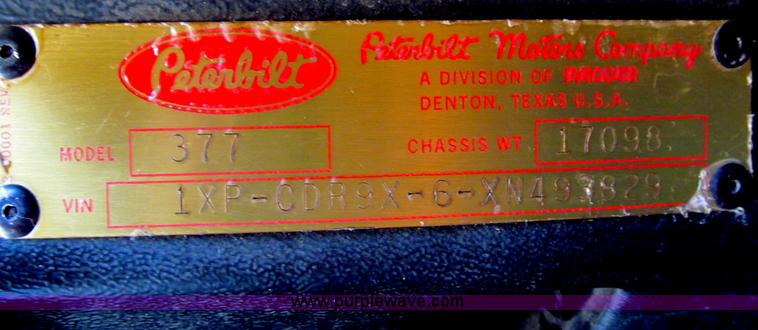 Peterbilt
Peterbilt Motors Company
A DIVISION OF PACCAR
DENTON, TEXAS U.S.A.
MODEL 377
CHASSIS WT 17098
VIN 1XP-CDR9X-6-XN493829
www.purplewave.com